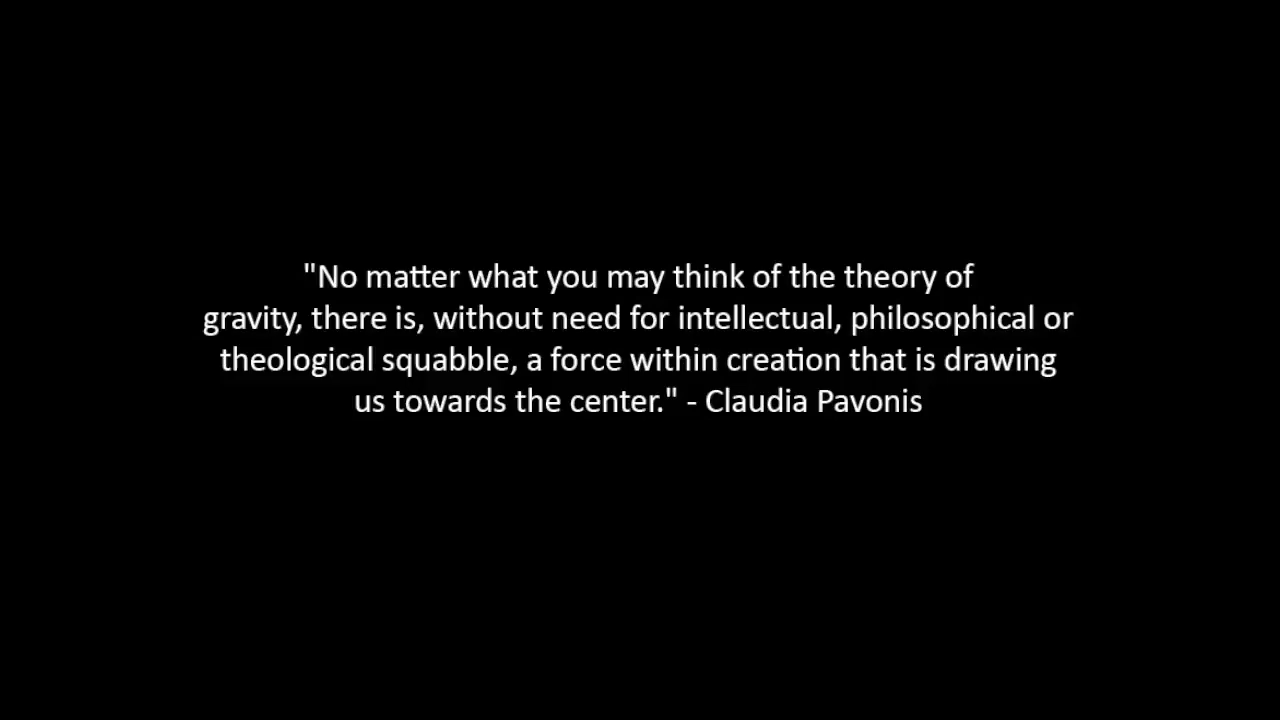 "No matter what you may think of the theory of
gravity, there is, without need for intellectual, philosophical or
theological squabble, a force within creation that is drawing
us towards the center." - Claudia Pavonis